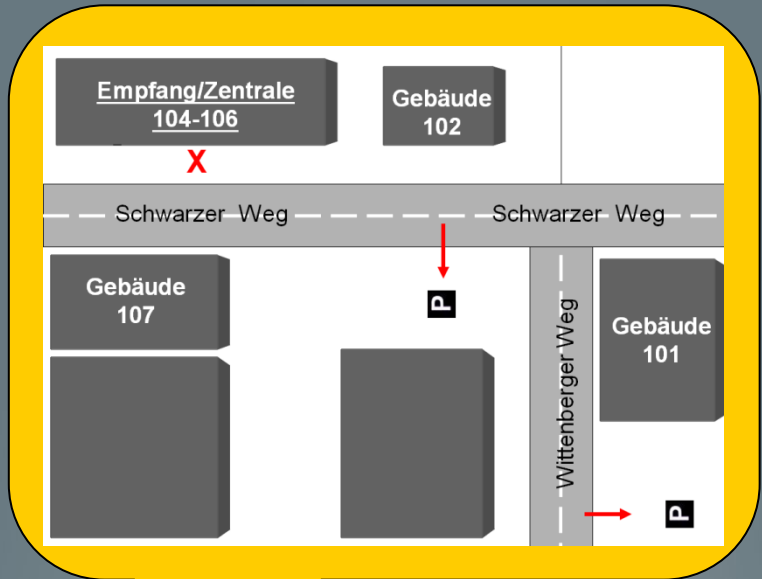 Empfang/Zentrale
104-106
Gebäude
102
X
Schwarzer Weg
Schwarzer Weg
Gebäude
107
P
Wittenberger Weg
Gebäude
101
P